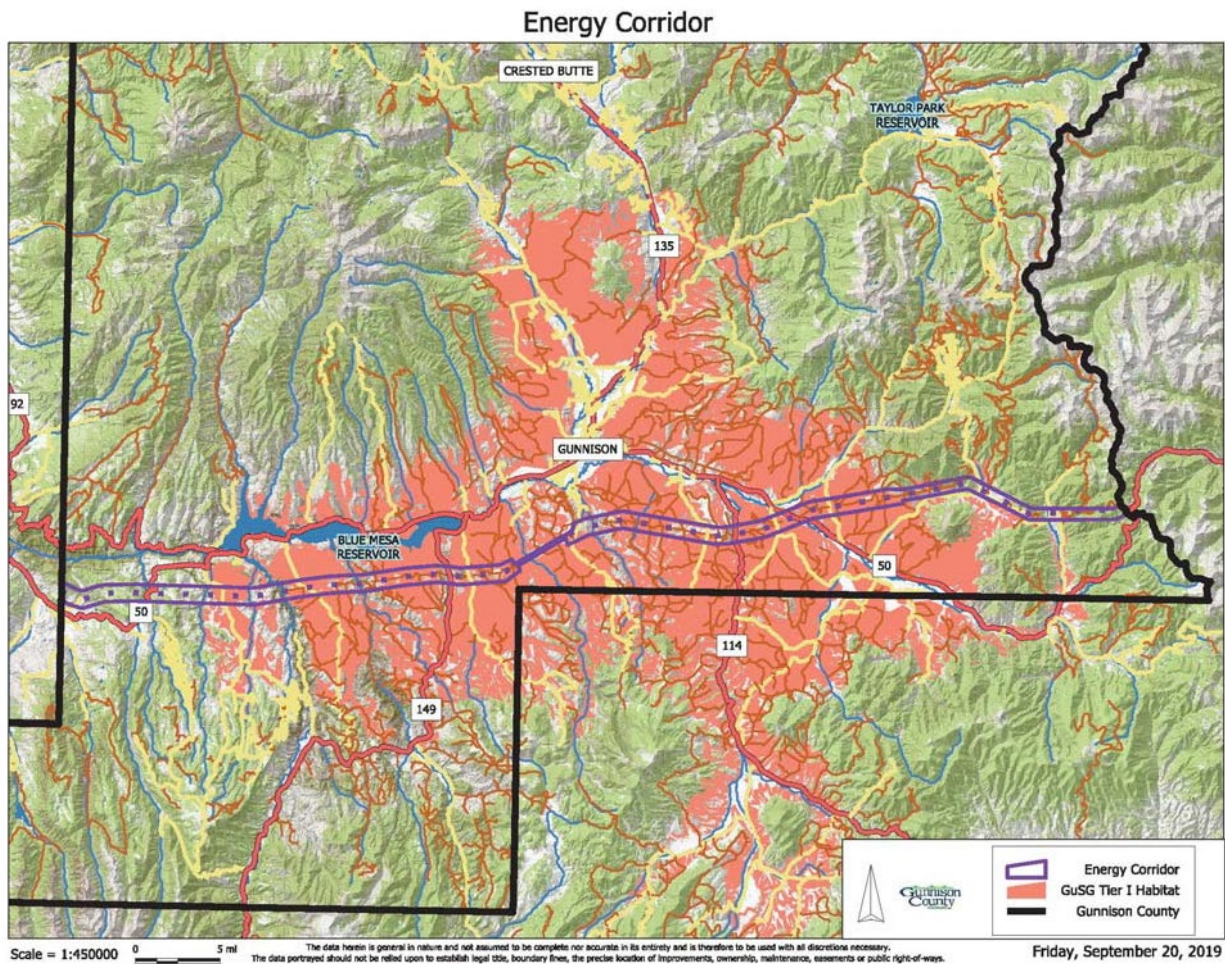 Energy Corridor
CRESTED BUTTE
TAYLOR PARK
RESERVOIR
135
92
GUNNISON
BLUE MESA
RESERVOIR
50
50
114
149
Gunnison
County
Energy Corridor
GuSG Tier I Habitat
Gunnison County
Scale = 1:450000
0 5 mi
The data herein is general in nature and not assumed to be complete nor accurate in its entirety and is therefore to be used with all discretions necessary.
The data portrayed should not be relied upon to establish legal title, boundary lines, the precise location of improvements, ownership, maintenance, easements or public right-of-ways.
Friday, September 20, 2019